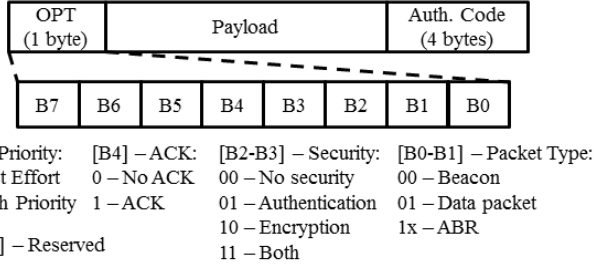 OPT
(1 byte)
Payload
Auth. Code
(4 bytes)
B7 B6 B5 B4 B3 B2 B1 B0
Priority: [B4] – ACK: [B2-B3] – Security: [B0-B1] – Packet Type:
t Effort 0 – No ACK 00 – No security 00 – Beacon
h Priority 1 – ACK 01 – Authentication 01 – Data packet
] – Reserved 10 – Encryption 1x – ABR
11 – Both